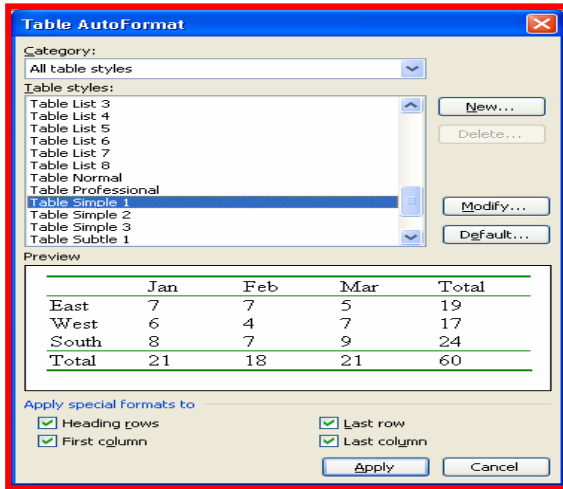 Table AutoFormat
Category:
All table styles
Table styles:
Table List 3
Table List 4
Table List 5
Table List 6
Table List 7
Table List 8
Table Normal
Table Professional
Table Simple 1
Table Simple 2
Table Simple 3
Table Subtle 1
New...
Delete...
Modify...
Default...
Preview
Jan Feb Mar Total
East 7 7 5 19
West 6 4 7 17
South 8 7 9 24
Total 21 18 21 60
Apply special formats to
Heading rows Last row
First column Last column
Apply Cancel